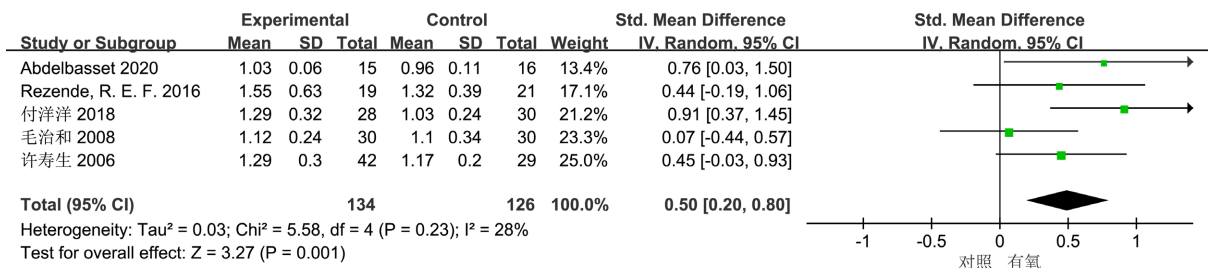 Experimental Control Std. Mean Difference Std. Mean Difference
Study or Subgroup Mean SD Total Mean SD Total Weight IV, Random, 95% CI IV, Random, 95% CI
Abdelbasset 2020 1.03 0.06 15 0.96 0.11 16 13.4% 0.76 [0.03, 1.50]
Rezende, R. E. F. 2016 1.55 0.63 19 1.32 0.39 21 17.1% 0.44 [-0.19, 1.06]
付洋洋 2018 1.29 0.32 28 1.03 0.24 30 21.2% 0.91 [0.37, 1.45]
毛治和 2008 1.12 0.24 30 1.1 0.34 30 23.3% 0.07 [-0.44, 0.57]
许寿生 2006 1.29 0.3 42 1.17 0.2 29 25.0% 0.45 [-0.03, 0.93]
Total (95% CI) 134 126 100.0% 0.50 [0.20, 0.80]
Heterogeneity: Tau² = 0.03; Chi² = 5.58, df = 4 (P = 0.23); I² = 28%
Test for overall effect: Z = 3.27 (P = 0.001)
-1 -0.5 0 0.5 1
对照 有氧